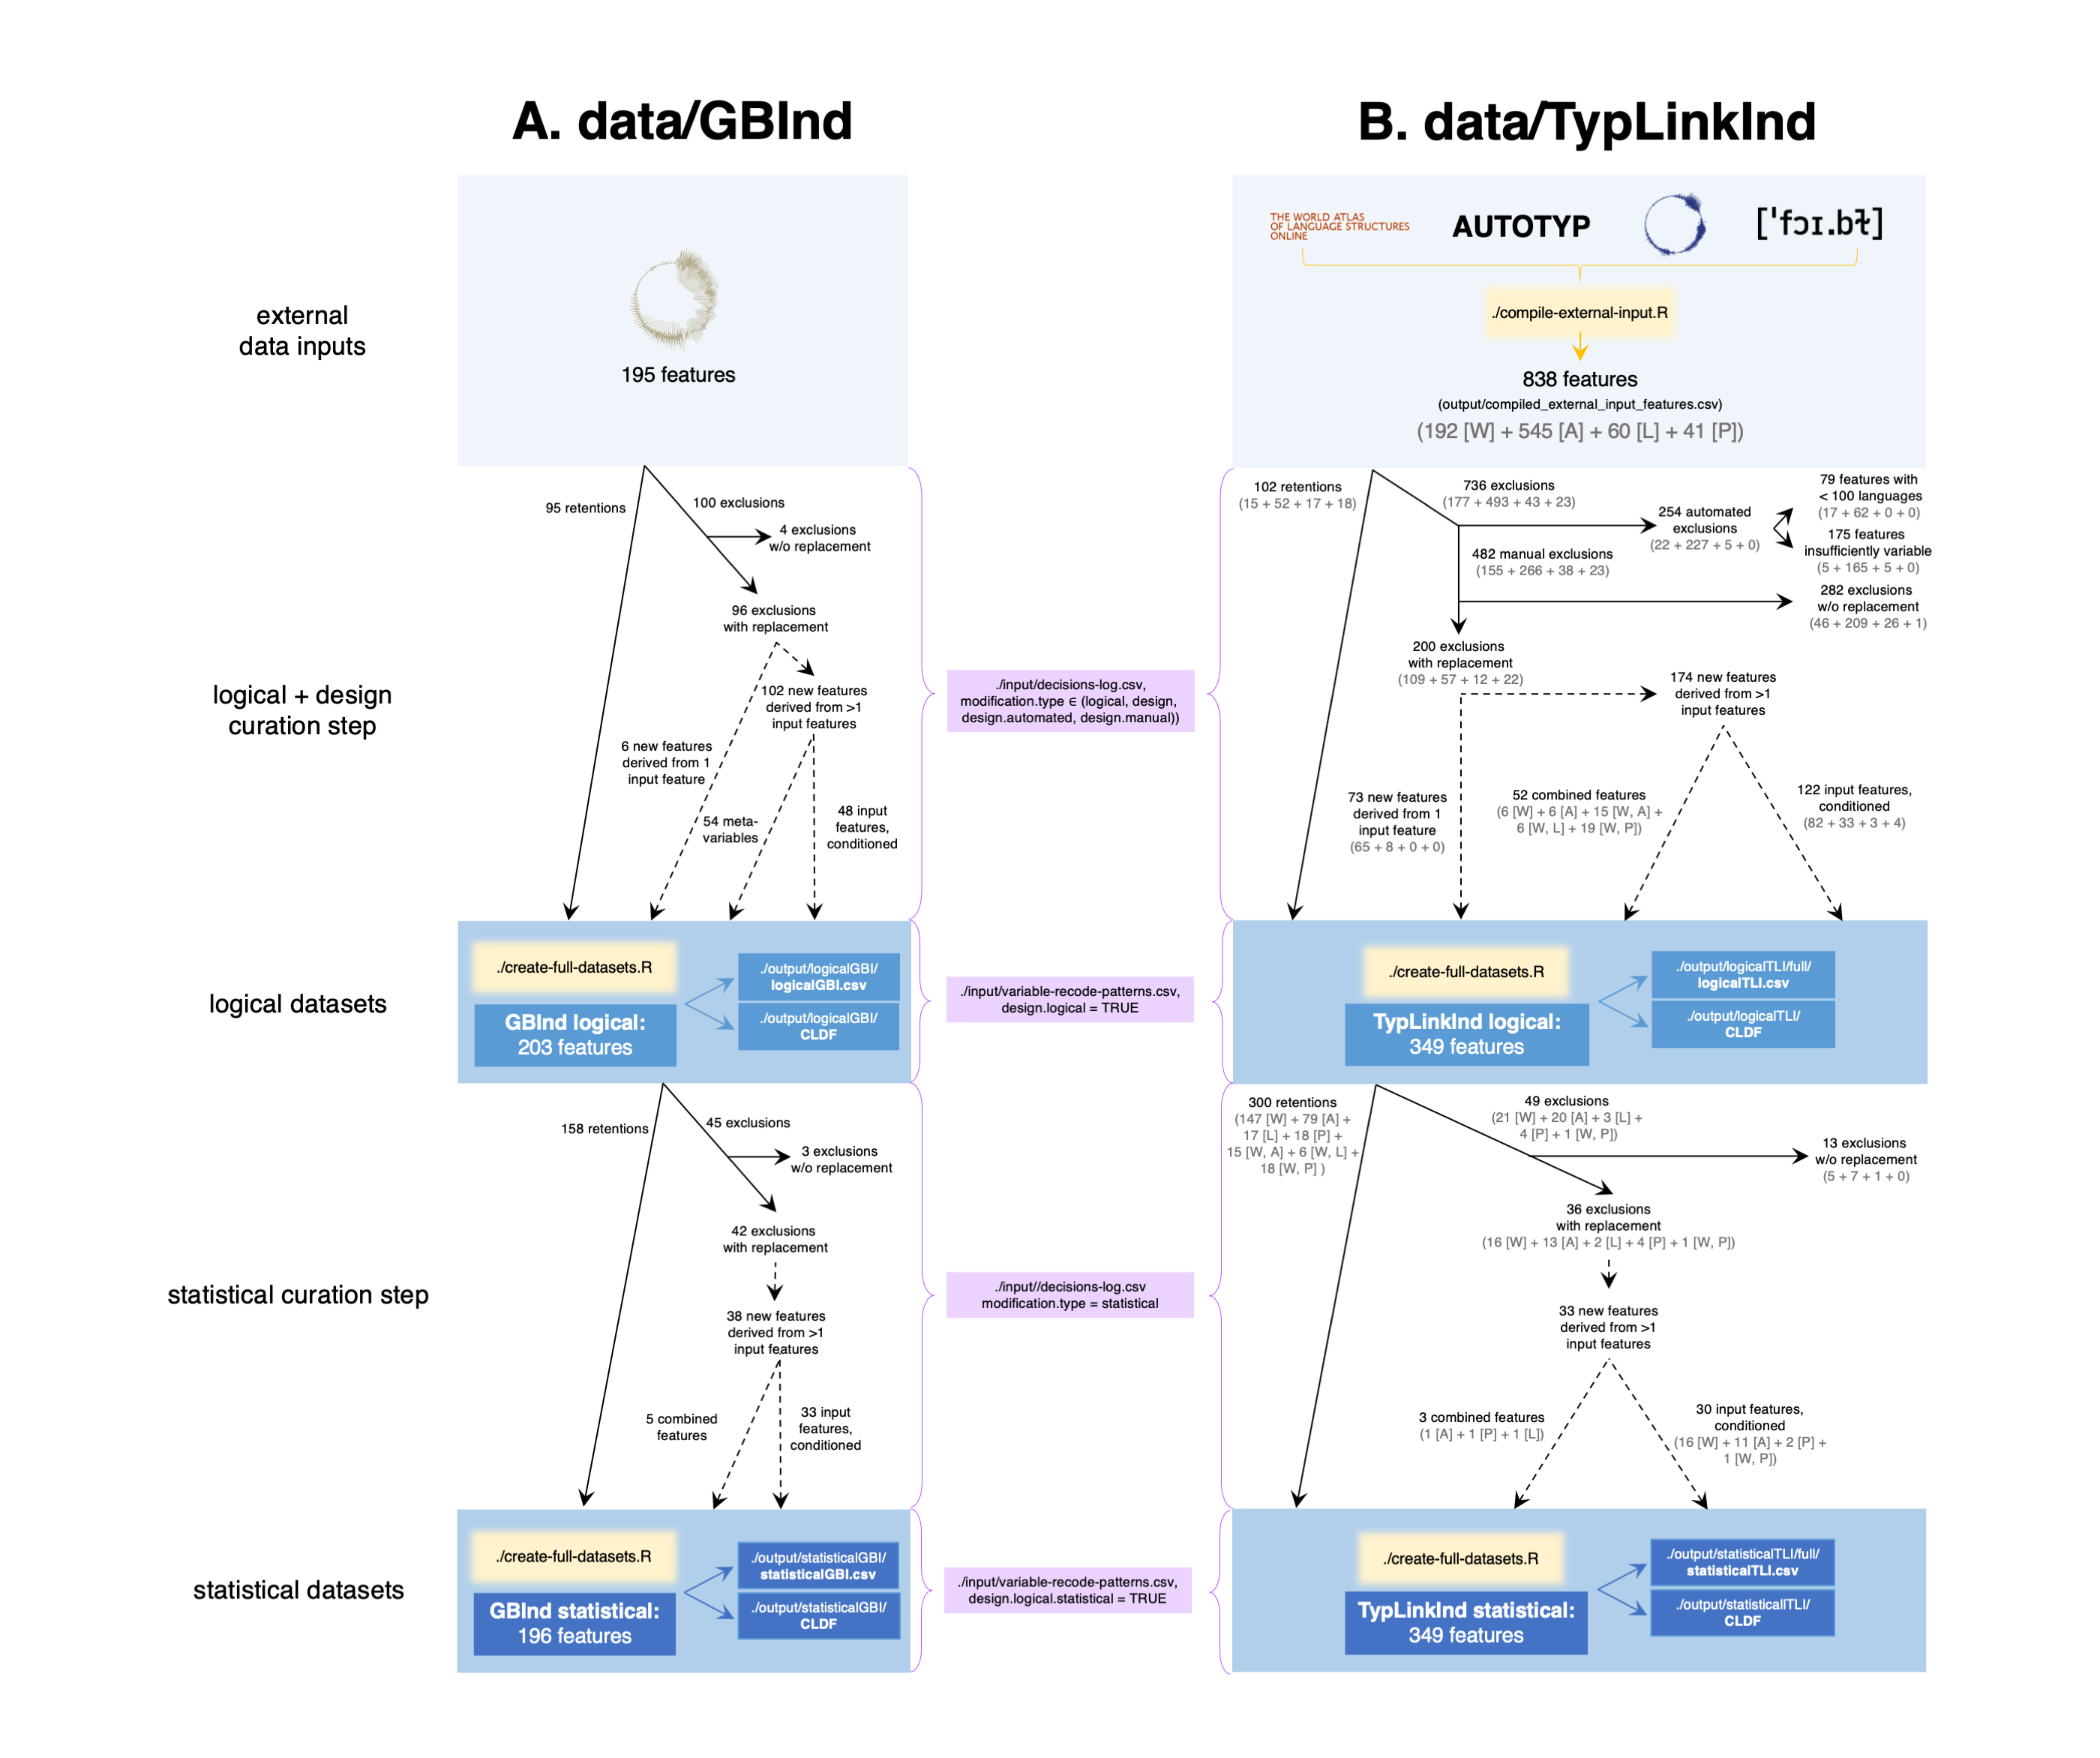 A. data/GBInd
B. data/TypLinkInd
external
data inputs
195 features
THE WORLD ATLAS
OF LANGUAGE STRUCTURES
ONLINE
AUTOTYP
[ˈfɔɪ.bɫ̩]
./compile-external-input.R
838 features
(output/compiled_external_input_features.csv)
(192 [W] + 545 [A] + 60 [L] + 41 [P])
logical + design
curation step
95 retentions
100 exclusions
4 exclusions
w/o replacement
96 exclusions
with replacement
102 new features
derived from >1
input features
6 new features
derived from 1
input feature
54 meta-
variables
48 input
features,
conditioned
./input/decisions-log.csv,
modification.type ∈ (logical, design,
design.automated, design.manual))
102 retentions
(15 + 52 + 17 + 18)
736 exclusions
(177 + 493 + 43 + 23)
254 automated
exclusions
(22 + 227 + 5 + 0)
79 features with
< 100 languages
(17 + 62 + 0 + 0)
175 features
insufficiently variable
(5 + 165 + 5 + 0)
482 manual exclusions
(155 + 266 + 38 + 23)
282 exclusions
w/o replacement
(46 + 209 + 26 + 1)
200 exclusions
with replacement
(109 + 57 + 12 + 22)
174 new features
derived from >1
input features
73 new features
derived from 1
input feature
(65 + 8 + 0 + 0)
52 combined features
(6 [W] + 6 [A] + 15 [W, A] +
6 [W, L] + 19 [W, P])
122 input features,
conditioned
(82 + 33 + 3 + 4)
logical datasets
./create-full-datasets.R
GBInd logical:
203 features
./output/logicalGBI/
logicalGBI.csv
./output/logicalGBI/
CLDF
./input/variable-recode-patterns.csv,
design.logical = TRUE
./create-full-datasets.R
TypLinkInd logical:
349 features
./output/logicalTLI/full/
logicalTLI.csv
./output/logicalTLI/
CLDF
statistical curation step
158 retentions
45 exclusions
3 exclusions
w/o replacement
42 exclusions
with replacement
38 new features
derived from >1
input features
5 combined
features
33 input
features,
conditioned
./input//decisions-log.csv
modification.type = statistical
300 retentions
(147 [W] + 79 [A] +
17 [L] + 18 [P] +
15 [W, A] + 6 [W, L] +
18 [W, P] )
49 exclusions
(21 [W] + 20 [A] + 3 [L] +
4 [P] + 1 [W, P])
13 exclusions
w/o replacement
(5 + 7 + 1 + 0)
36 exclusions
with replacement
(16 [W] + 13 [A] + 2 [L] + 4 [P] + 1 [W, P])
33 new features
derived from >1
input features
3 combined features
(1 [A] + 1 [P] + 1 [L])
30 input features,
conditioned
(16 [W] + 11 [A] + 2 [P] +
1 [W, P])
statistical datasets
./create-full-datasets.R
GBInd statistical:
196 features
./output/statisticalGBI/
statisticalGBI.csv
./output/statisticalGBI/
CLDF
./input/variable-recode-patterns.csv,
design.logical.statistical = TRUE
./create-full-datasets.R
TypLinkInd statistical:
349 features
./output/statisticalTLI/full/
statisticalTLI.csv
./output/statisticalITLI/
CLDF